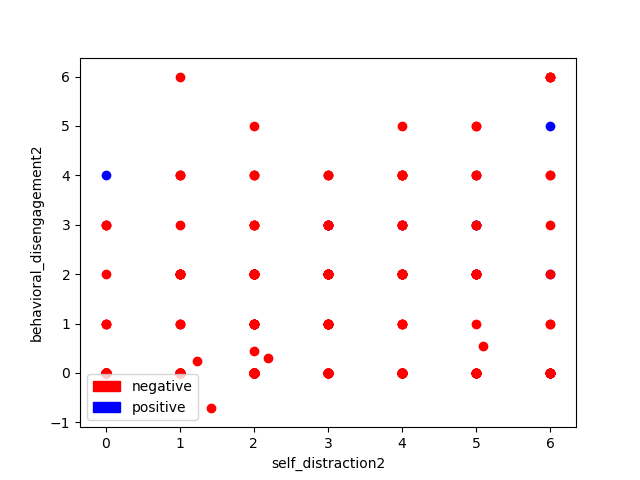 6
5
4
3
2
1
0
−1
behavioral_disengagement2
negative
positive
0 1 2 3 4 5 6
self_distraction2